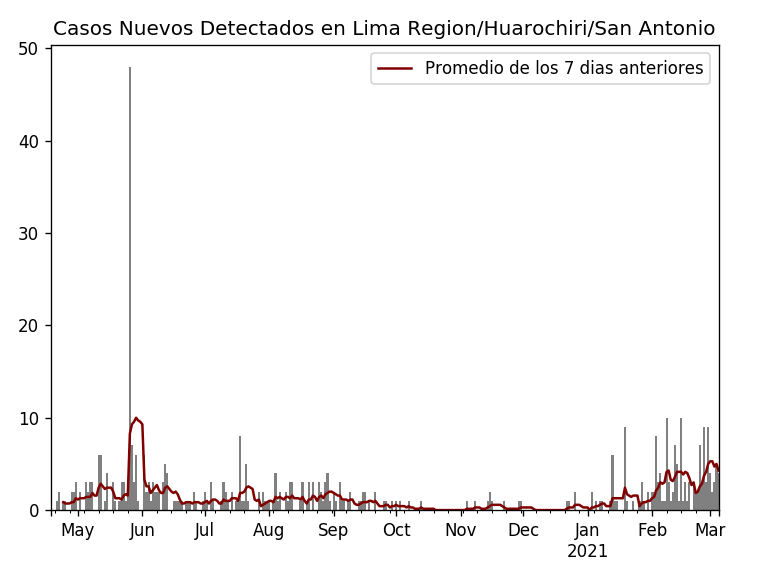 Casos Nuevos Detectados en Lima Region/Huarochiri/San Antonio
Promedio de los 7 dias anteriores
50
40
30
20
10
0
May Jun Jul Aug Sep Oct Nov Dec Jan Feb Mar
2021